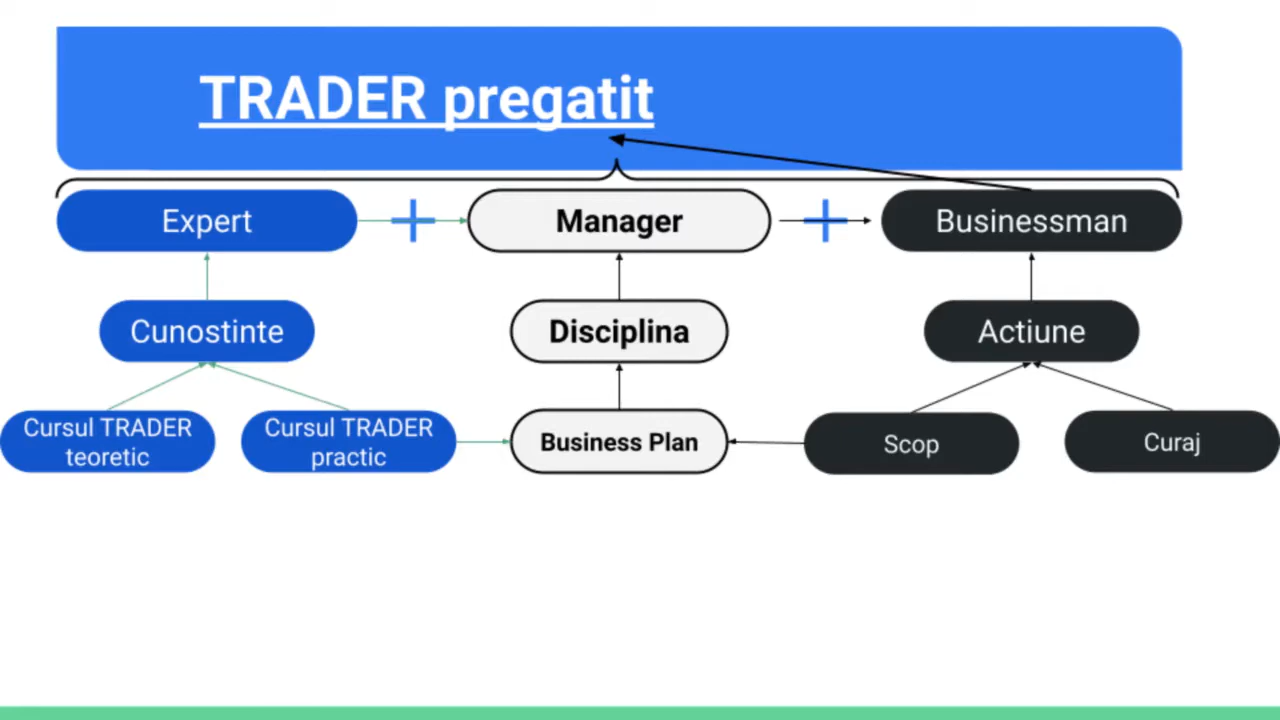 TRADER pregatit
Expert
Manager
Businessman
Cunostinte
Disciplina
Actiune
Cursul TRADER
teoretic
Cursul TRADER
practic
Business Plan
Scop
Curaj